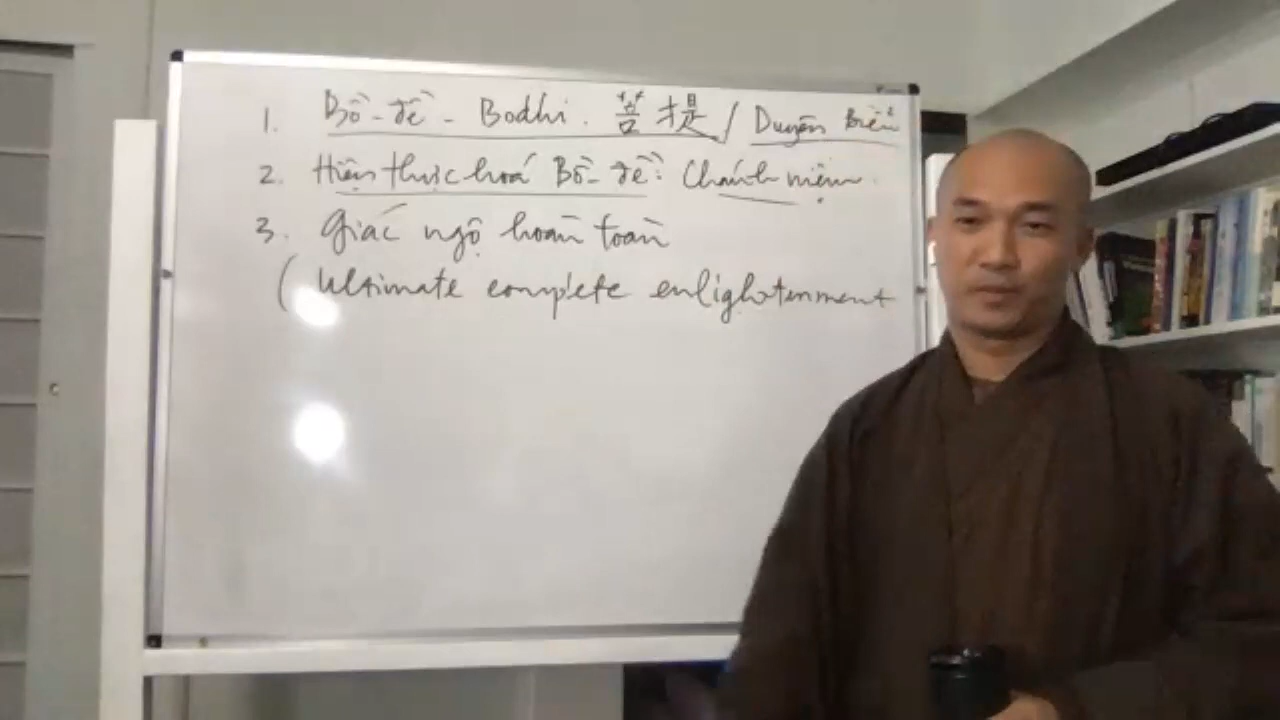 1. Bồ-đề - Bodhi. 菩提 / Duyên Biến
2. Hiện thực hoá Bồ-đề: Chánh niệm.
3. Giác ngộ hoàn toàn
(Ultimate complete enlightenment